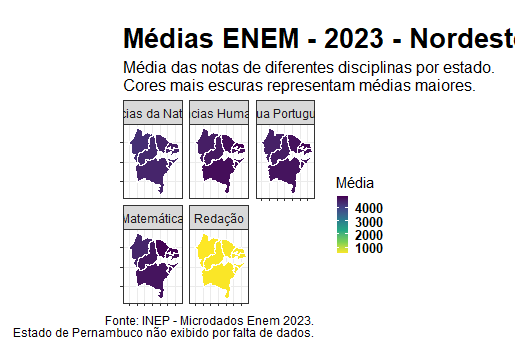 Médias ENEM - 2023 - Nordeste
Média das notas de diferentes disciplinas por estado.
Cores mais escuras representam médias maiores.
cias da Nat
cias Huma
ua Portugu
Média
4000
3000
2000
1000
Matemática
Redação
Fonte: INEP - Microdados Enem 2023.
Estado de Pernambuco não exibido por falta de dados.